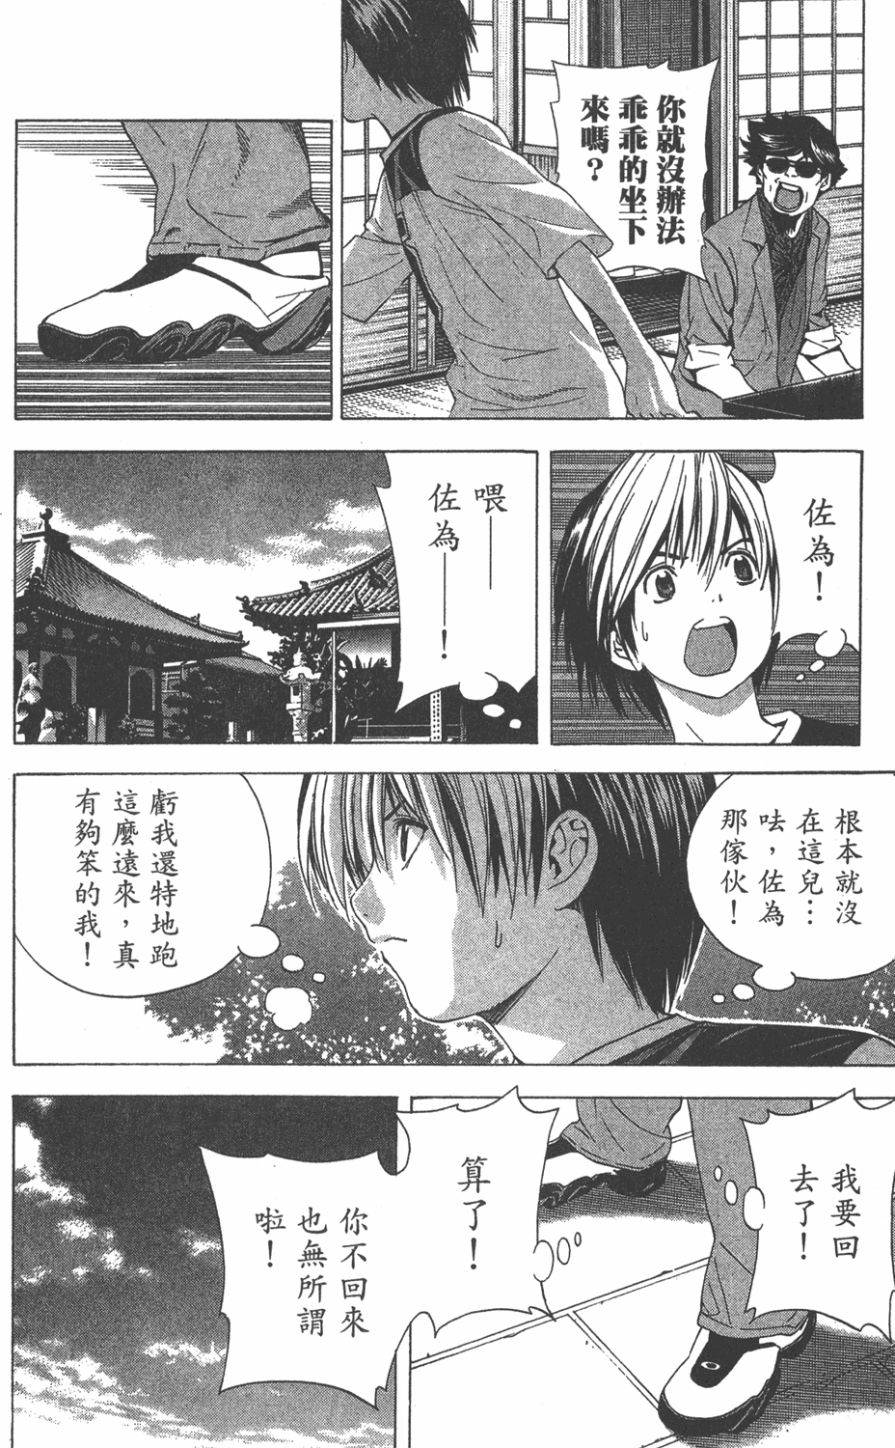 你就沒辦法
乖乖的坐下
來嗎？
佐為！
喂——
佐為——！
根本就沒
在這兒…
呿，佐為
那傢伙！
虧我還特地跑
這麼遠來，真
有夠笨的我！
我要回
去了！
算了！
你不回來
也無所謂
啦！